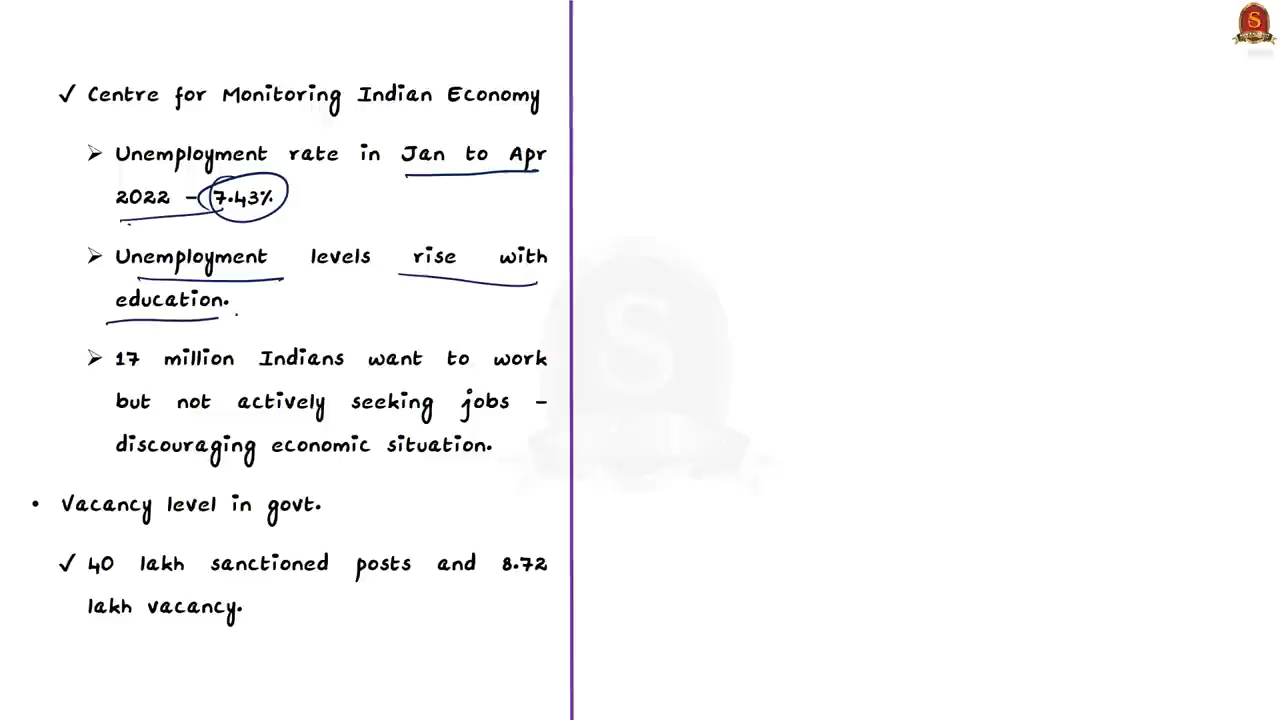 ✓ Centre for Monitoring Indian Economy
➢ Unemployment rate in Jan to Apr
2022 - 7.43%
➢ Unemployment levels rise with
education.
➢ 17 million Indians want to work
but not actively seeking jobs -
discouraging economic situation.
• Vacancy level in govt.
✓ 40 lakh sanctioned posts and 8.72
lakh vacancy.
S
S